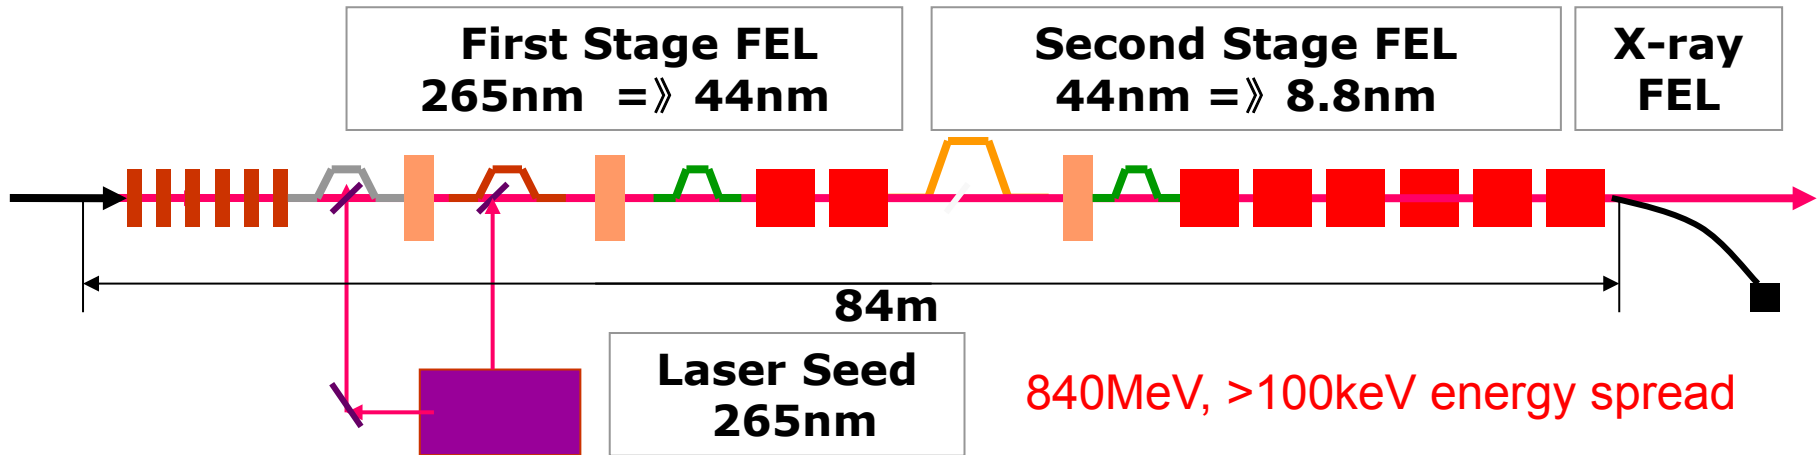 First Stage FEL
265nm =》 44nm
Second Stage FEL
44nm =》 8.8nm
X-ray
FEL
84m
Laser Seed
265nm
840MeV, >100keV energy spread